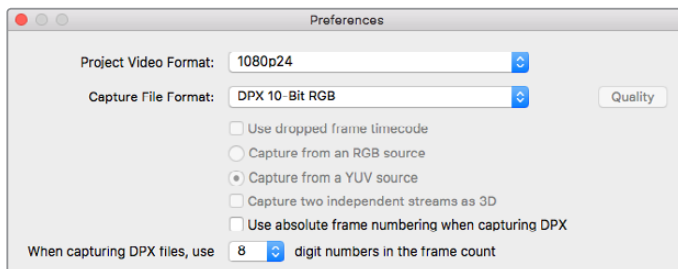 Preferences
Project Video Format: 1080p24
Capture File Format: DPX 10-Bit RGB Quality
Use dropped frame timecode
Capture from an RGB source
Capture from a YUV source
Capture two independent streams as 3D
Use absolute frame numbering when capturing DPX
When capturing DPX files, use 8 digit numbers in the frame count